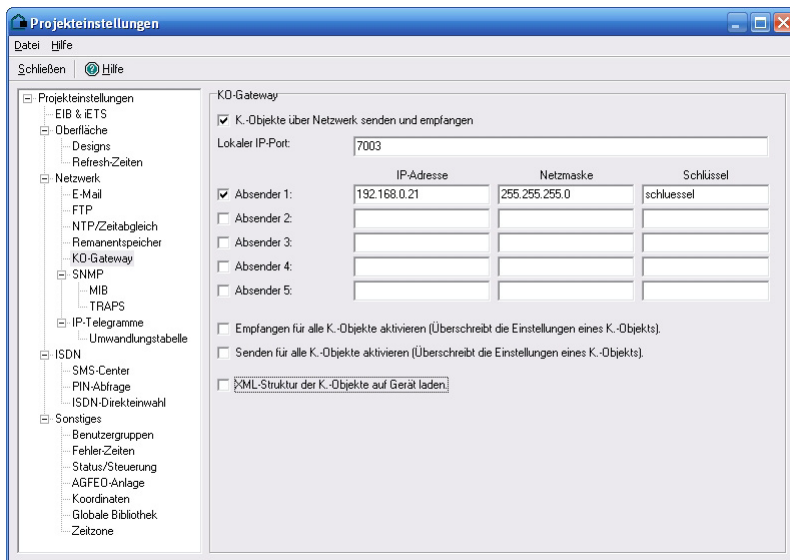 Projekteinstellungen
Datei Hilfe
Schließen Hilfe
Projekteinstellungen
EIB & iETS
Oberfläche
Designs
Refresh-Zeiten
Netzwerk
E-Mail
FTP
NTP/Zeitabgleich
Remanentspeicher
KO-Gateway
SNMP
MIB
TRAPS
IP-Telegramme
Umwandlungstabelle
ISDN
SMS-Center
PIN-Abfrage
ISDN-Direkteinwahl
Sonstiges
Benutzergruppen
Fehler-Zeiten
Status/Steuerung
AGFEO-Anlage
Koordinaten
Globale Bibliothek
Zeitzone
KO-Gateway
K.-Objekte über Netzwerk senden und empfangen
Lokaler IP-Port: 7003
IP-Adresse Netzmaske Schlüssel
Absender 1: 192.168.0.21 255.255.255.0 schluessel
Absender 2:
Absender 3:
Absender 4:
Absender 5:
Empfangen für alle K.-Objekte aktivieren (Überschreibt die Einstellungen eines K.-Objekts).
Senden für alle K.-Objekte aktivieren (Überschreibt die Einstellungen eines K.-Objekts).
XML-Struktur der K.-Objekte auf Gerät laden.